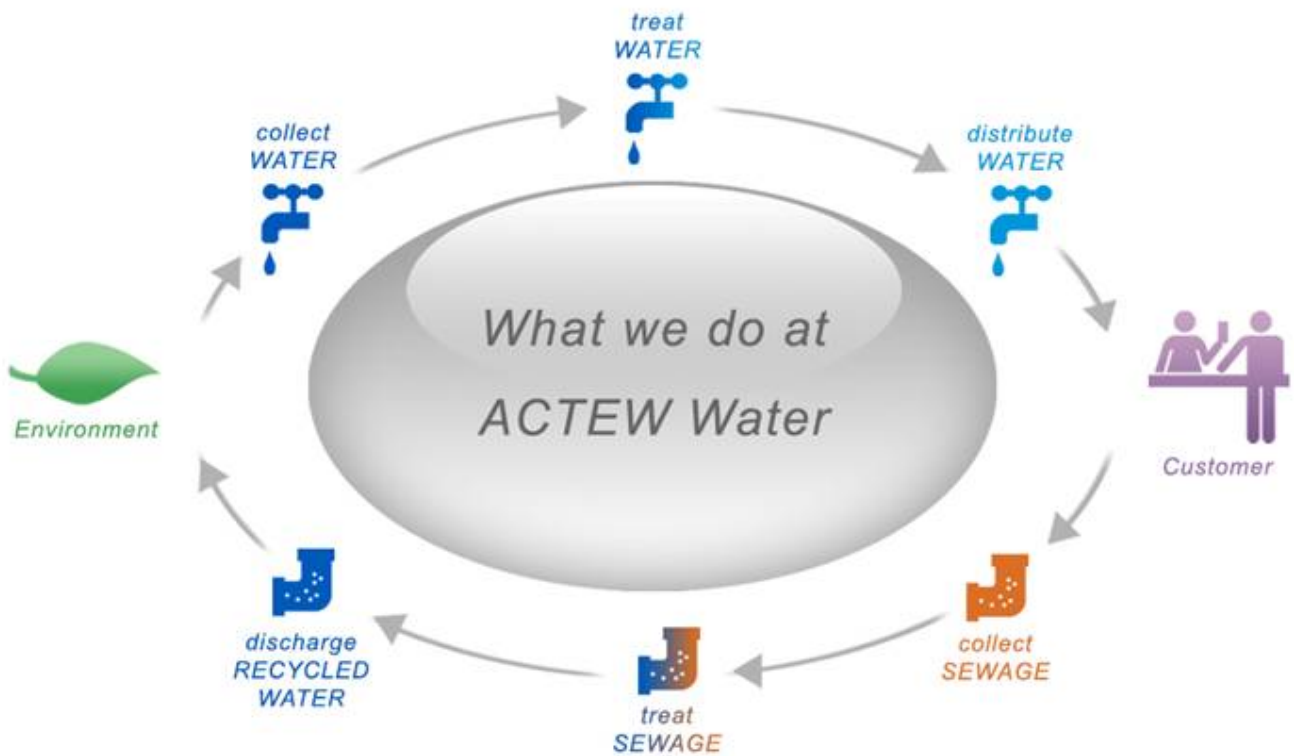 treat
WATER
collect
WATER
distribute
WATER
What we do at
ACTEW Water
Environment
Customer
discharge
RECYCLED
WATER
treat
SEWAGE
collect
SEWAGE